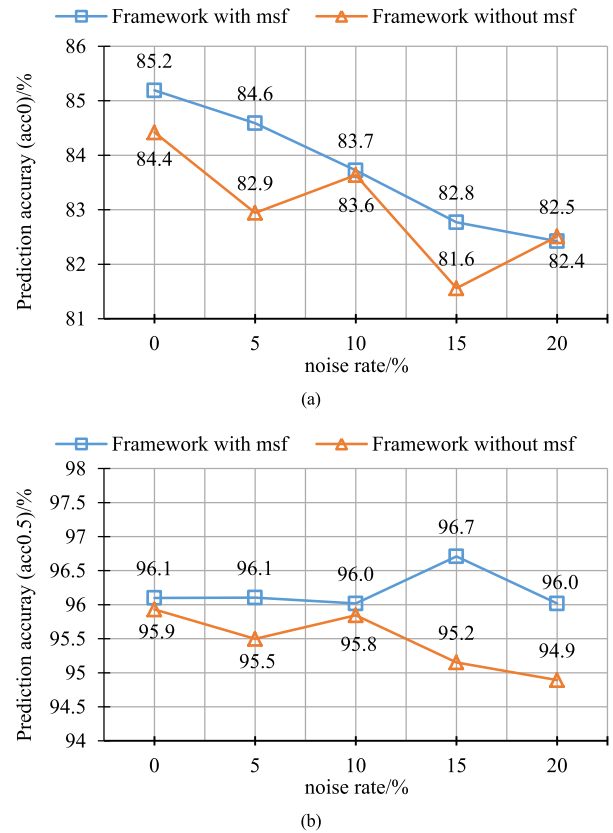 Framework with msf Framework without msf
86
85.2
85
84.6
84
84.4
83.7
83.6
83
82.9
82.8
82.5
82
82.4
81.6
81
0 5 10 15 20
Prediction accuray (acc0)/%
noise rate/%
(a)
Framework with msf Framework without msf
98
97.5
97
96.7
96.5
96.1 96.1 96.0 96.0
96
95.9
95.5
95.5
95.8
95.2
95
94.9
94.5
94
0 5 10 15 20
Prediction accuray (acc0.5)/%
noise rate/%
(b)